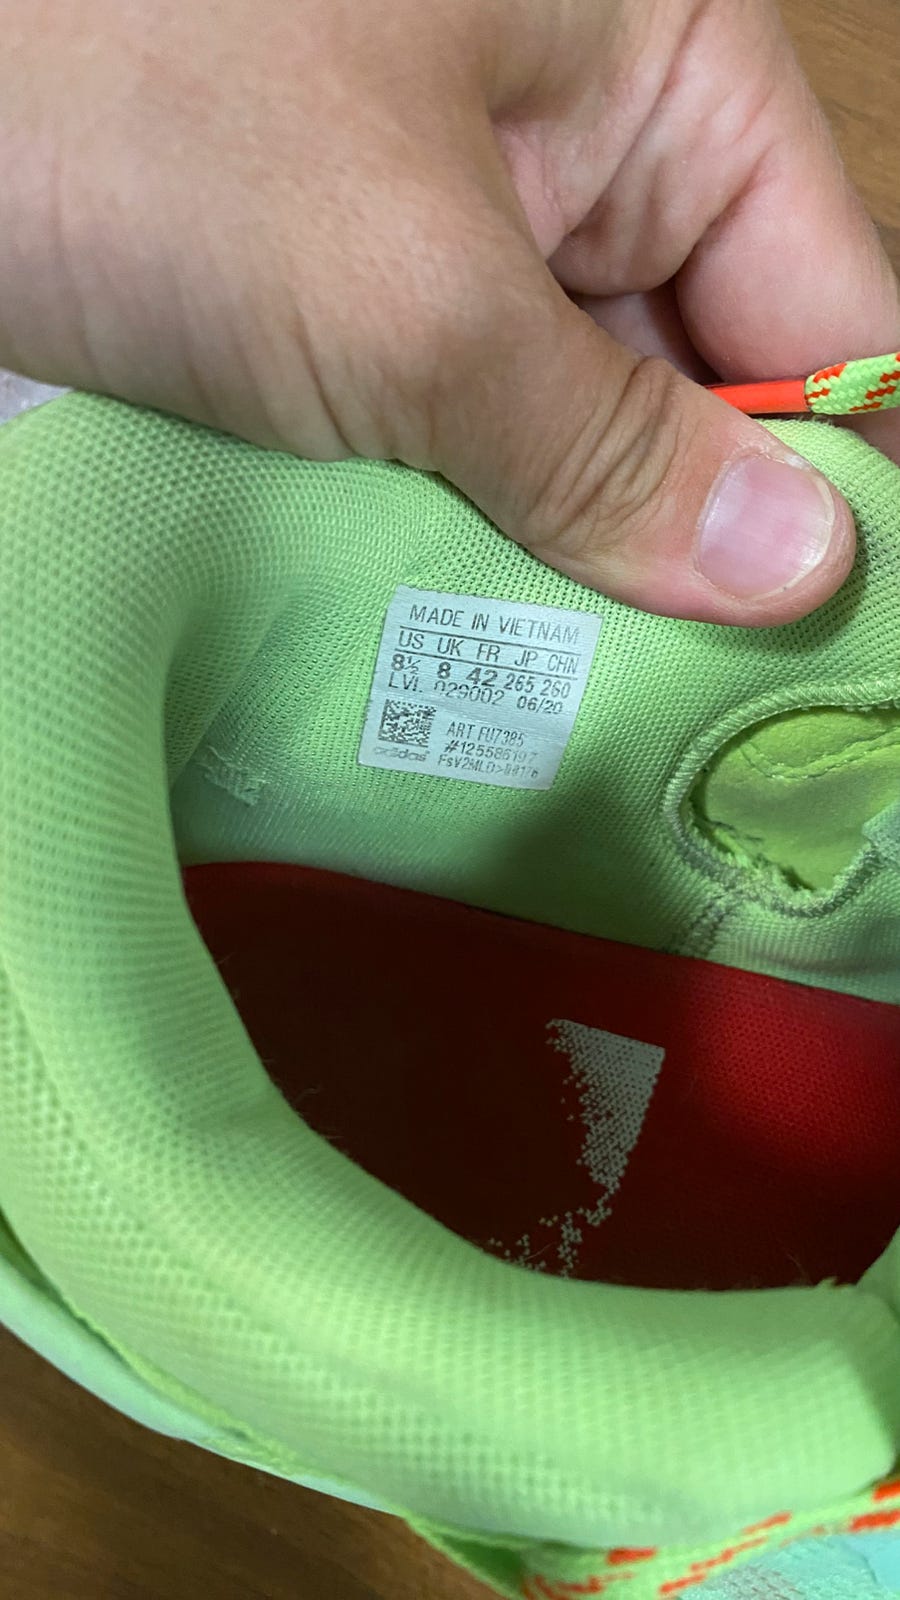 MADE IN VIETNAM
US UK FR JP CHN
8½ 8 42 265 260
LVL 029002 06/20
ART FU7385
#125586197
adidas